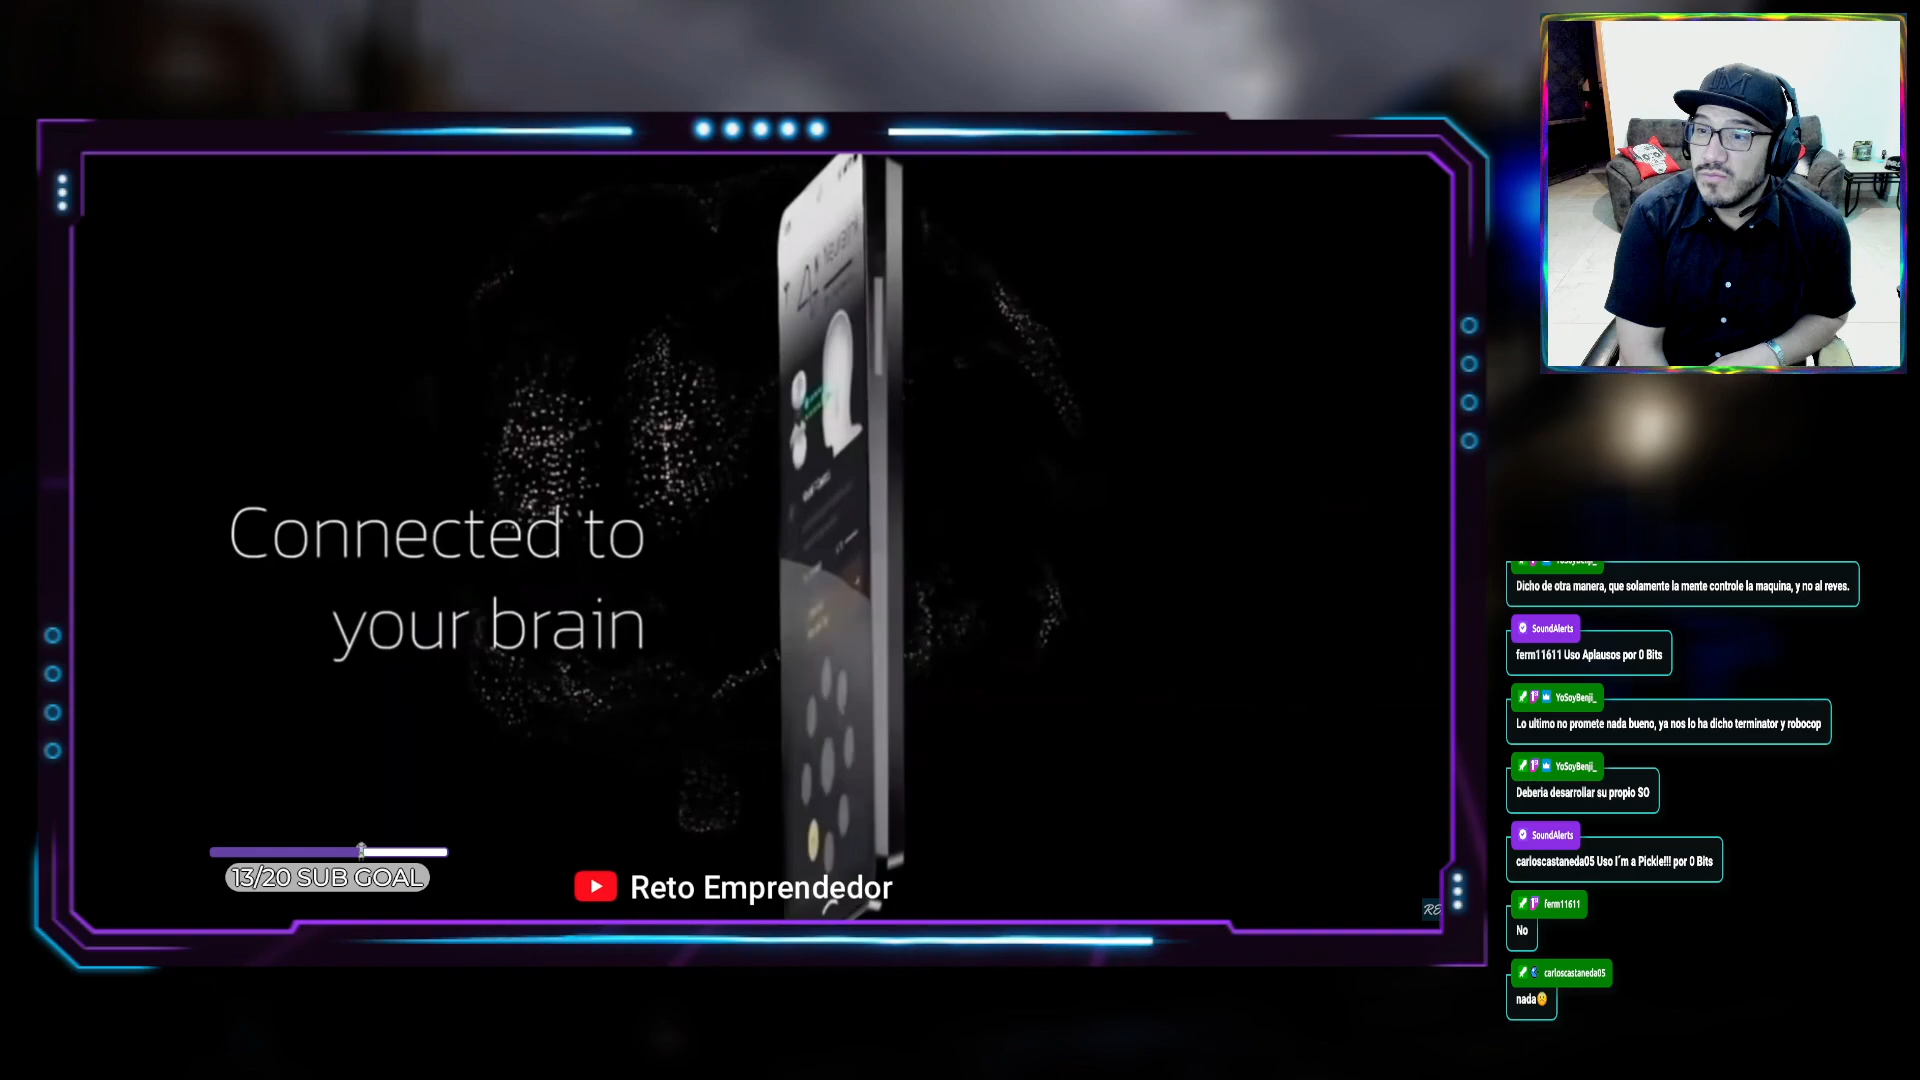 Connected to
your brain
13/20 SUB GOAL
Reto Emprendedor
RE
YoSoyBenji_
Dicho de otra manera, que solamente la mente controle la maquina, y no al reves.
SoundAlerts
ferm11611 Uso Aplausos por 0 Bits
YoSoyBenji_
Lo ultimo no promete nada bueno, ya nos lo ha dicho terminator y robocop
YoSoyBenji_
Deberia desarrollar su propio SO
SoundAlerts
carloscastaneda05 Uso I´m a Pickle!!! por 0 Bits
ferm11611
No
carloscastaneda05
nada